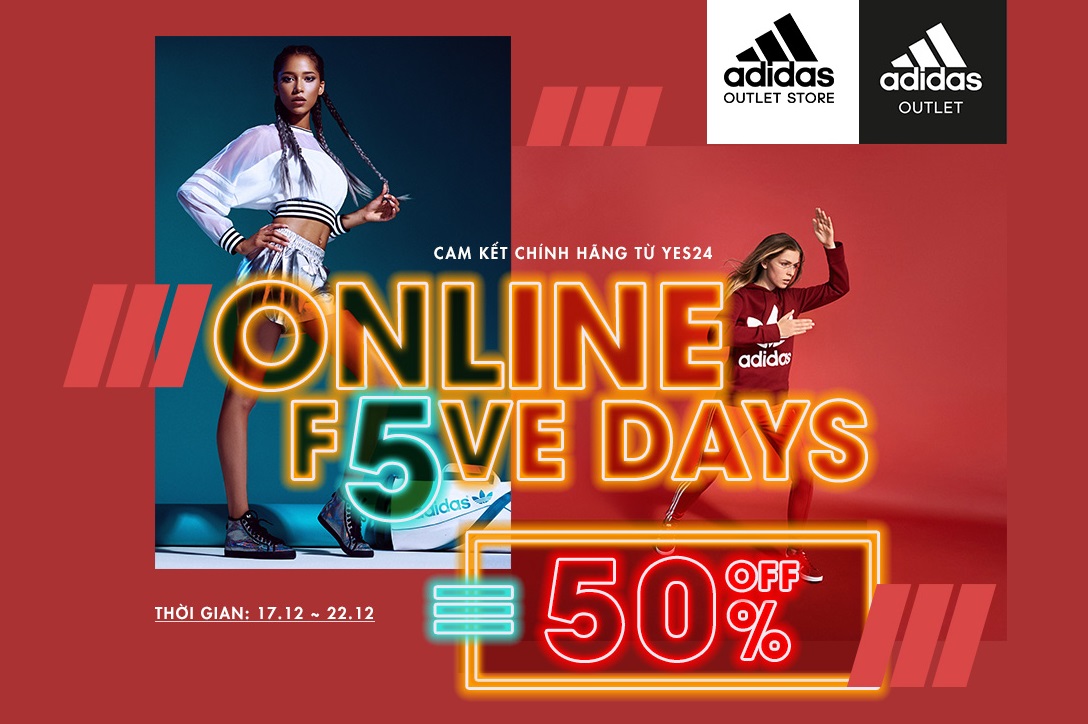 adidas
OUTLET STORE
adidas
OUTLET
CAM KẾT CHÍNH HÃNG TỪ YES24
ONLINE
F5VE DAYS
adidas
adidas
50% OFF
THỜI GIAN: 17.12 ~ 22.12